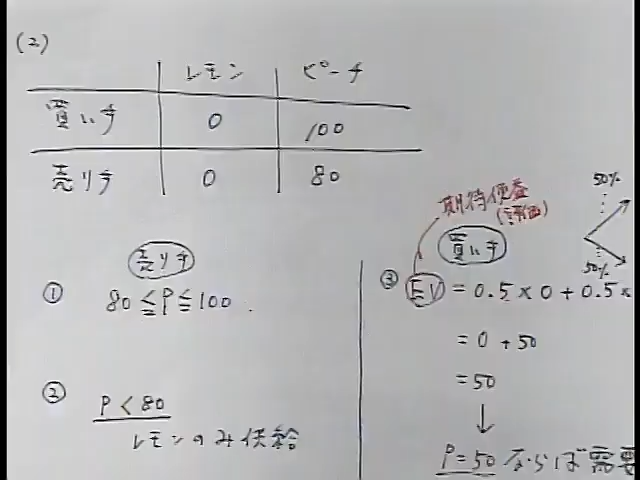 (2)
レモン ピーチ
買い手 0 100
売り手 0 80
売り手
① 80≦P≦100
② P<80
レモンのみ供給
期待便益
(評価)
買い手
50%
50%
③ EV = 0.5×0+0.5×
= 0+50
= 50
↓
P=50ならば需要